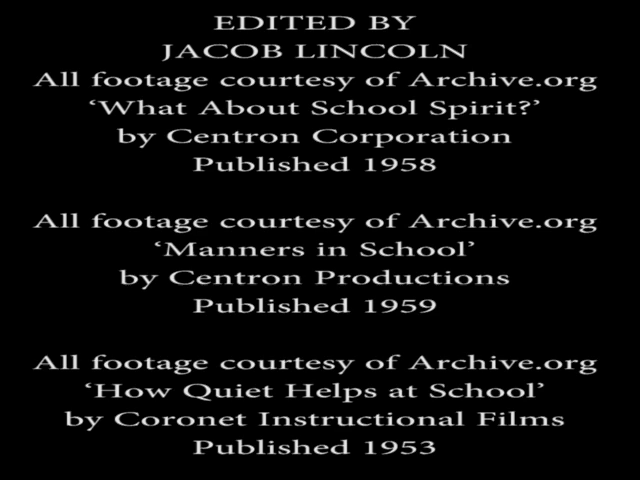 EDITED BY
JACOB LINCOLN
All footage courtesy of Archive.org
‘What About School Spirit?’
by Centron Corporation
Published 1958
All footage courtesy of Archive.org
‘Manners in School’
by Centron Productions
Published 1959
All footage courtesy of Archive.org
‘How Quiet Helps at School’
by Coronet Instructional Films
Published 1953